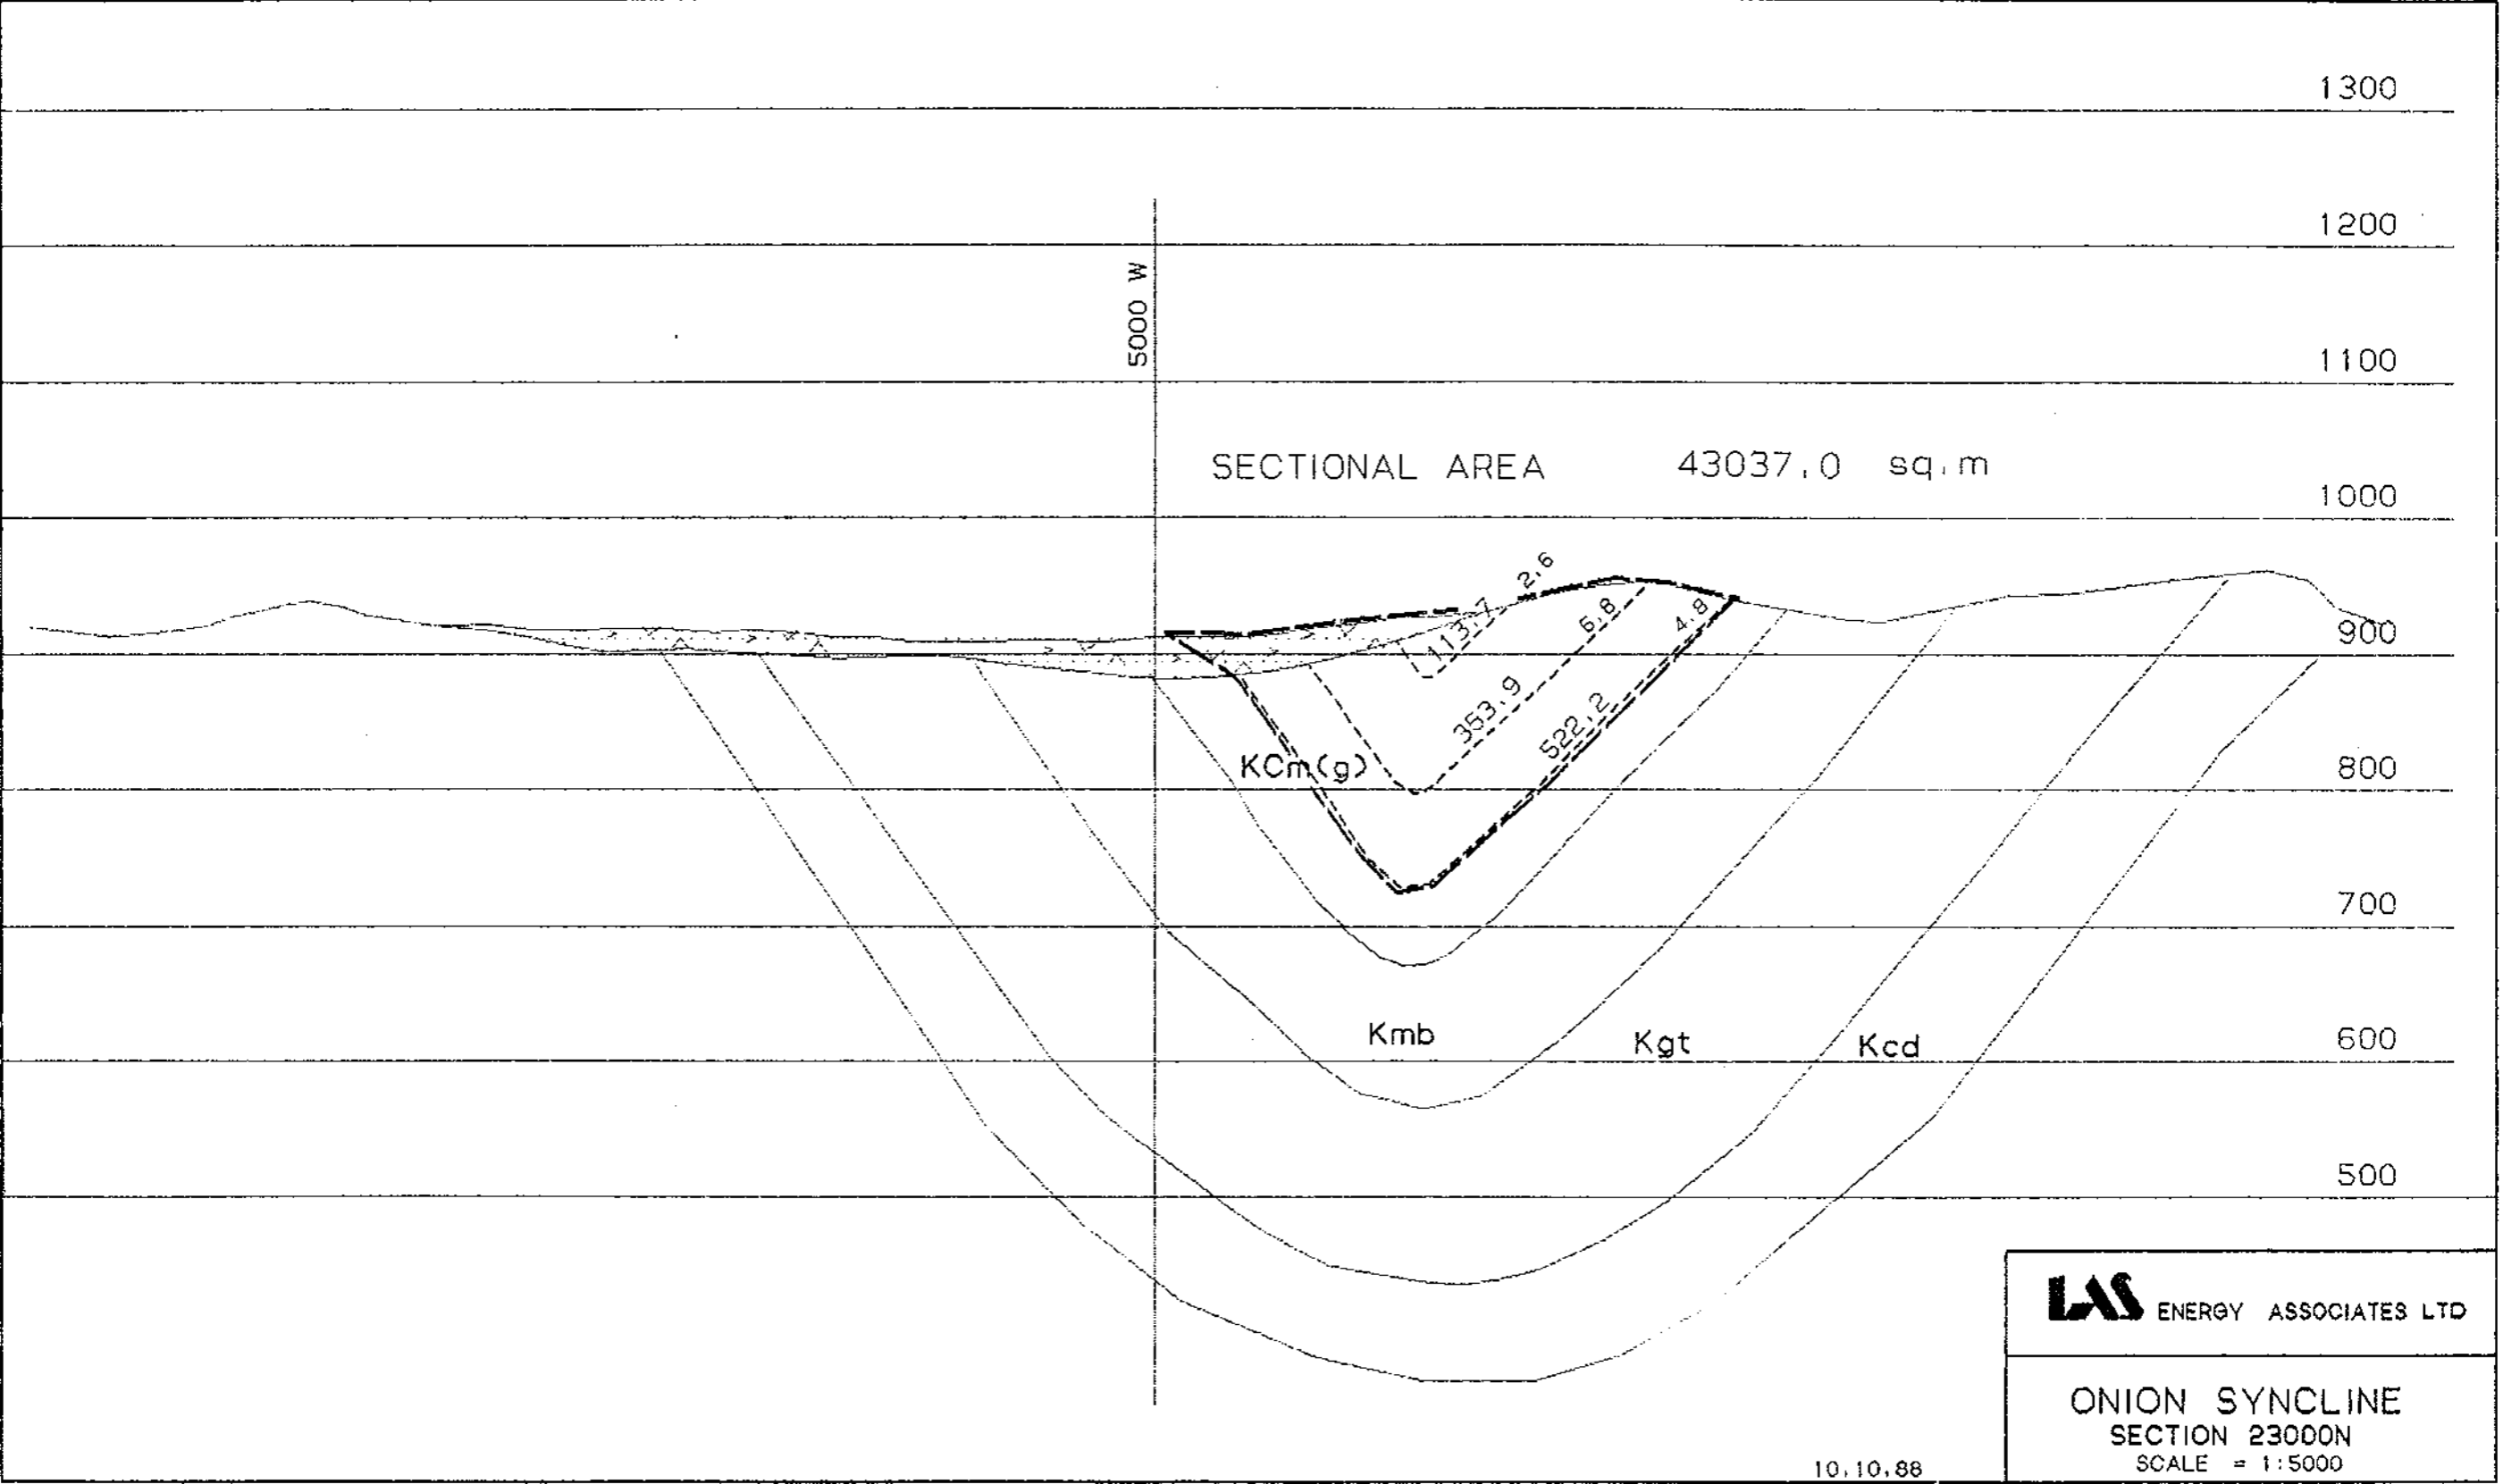 1300
1200
5000 W
1100
SECTIONAL AREA 43037.0 sq.m
1000
2.6
113.7
6.8
4.8
900
353.9
522.2
KCm(g)
800
700
Kmb
Kgt
Kcd
600
500
LAS ENERGY ASSOCIATES LTD
ONION SYNCLINE
SECTION 23000N
SCALE = 1:5000
10.10.88